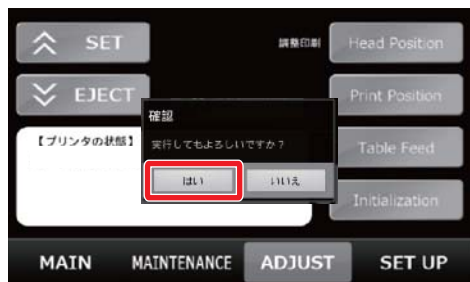 SET
調整印刷
Head Position
EJECT
Print Position
確認
【プリンタの状態】
実行してもよろしいですか？
Table Feed
はい
いいえ
Initialization
MAIN
MAINTENANCE
ADJUST
SET UP